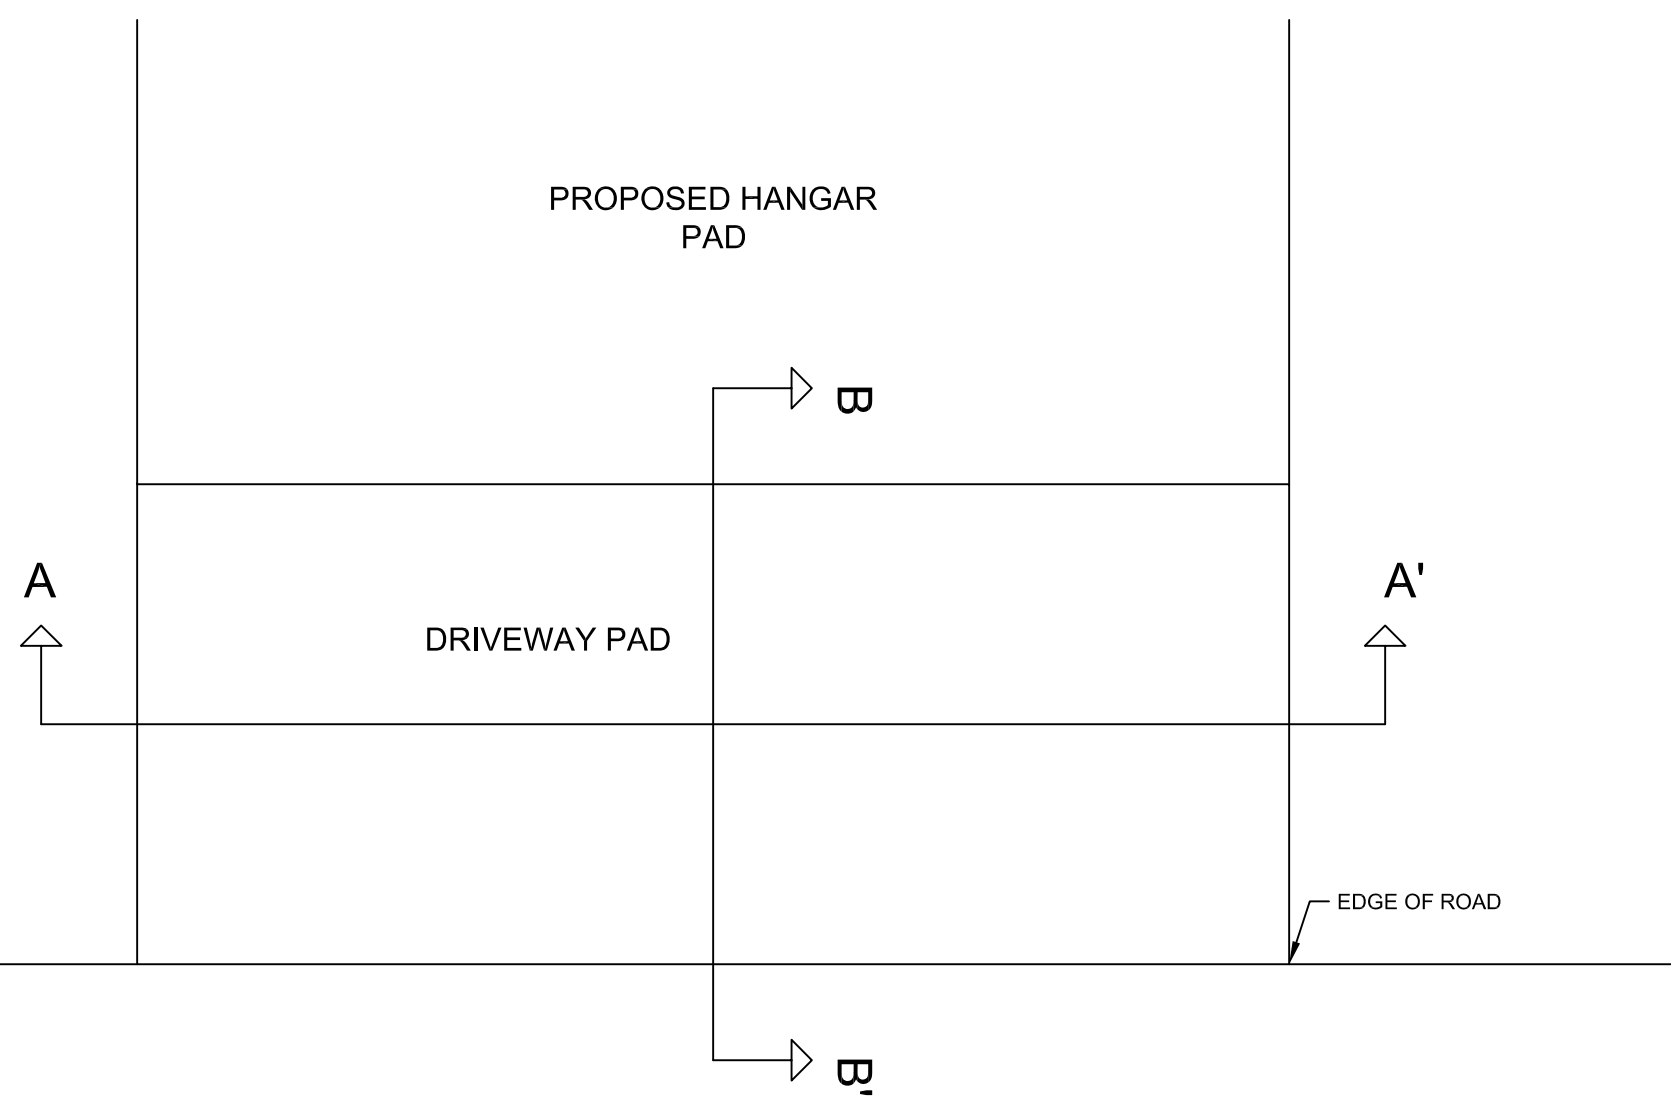 PROPOSED HANGAR
PAD
B
A
A'
DRIVEWAY PAD
EDGE OF ROAD
B'